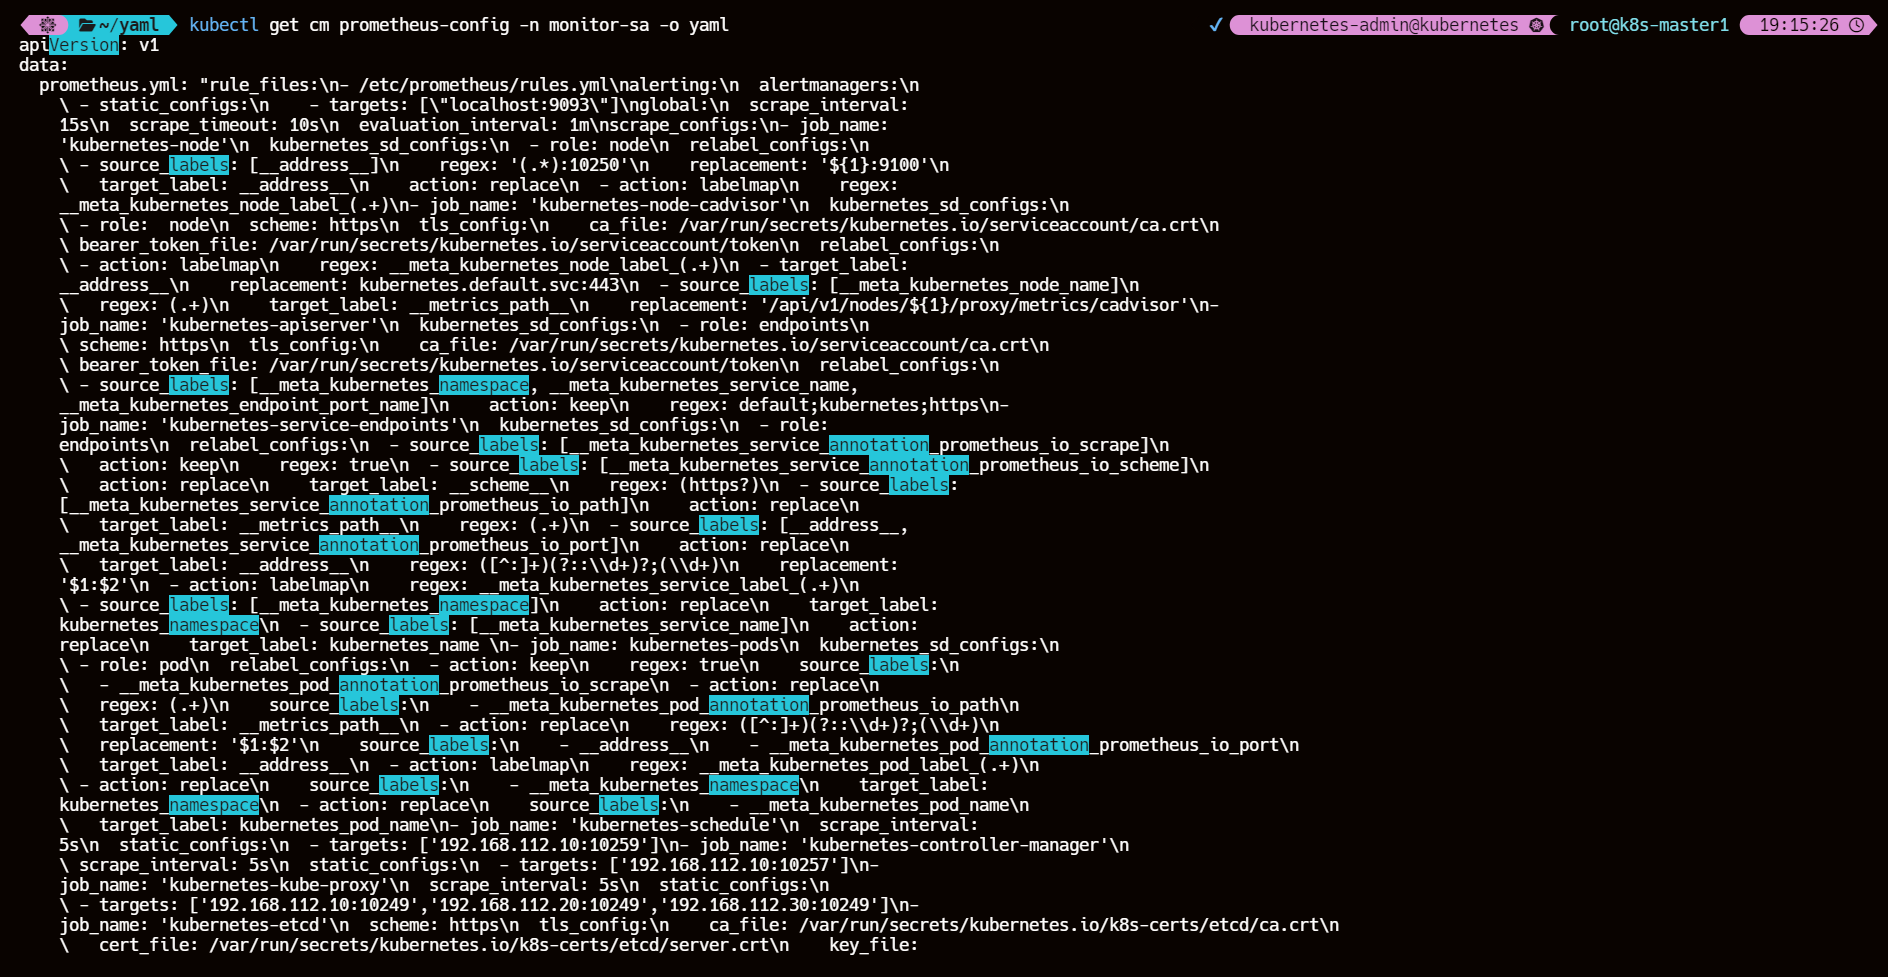 ~/yaml kubectl get cm prometheus-config -n monitor-sa -o yaml ✓ kubernetes-admin@kubernetes root@k8s-master1 19:15:26
apiVersion: v1
data:
  prometheus.yml: "rule_files:\n- /etc/prometheus/rules.yml\nalerting:\n  alertmanagers:\n
    \ - static_configs:\n    - targets: [\"localhost:9093\"]\nglobal:\n  scrape_interval:
    15s\n  scrape_timeout: 10s\n  evaluation_interval: 1m\nscrape_configs:\n- job_name:
    'kubernetes-node'\n  kubernetes_sd_configs:\n  - role: node\n  relabel_configs:\n
    \ - source_labels: [__address__]\n    regex: '(.*):10250'\n    replacement: '${1}:9100'\n
    \   target_label: __address__\n    action: replace\n  - action: labelmap\n    regex:
    __meta_kubernetes_node_label_(.+)\n- job_name: 'kubernetes-node-cadvisor'\n  kubernetes_sd_configs:\n
    \ - role:  node\n  scheme: https\n  tls_config:\n    ca_file: /var/run/secrets/kubernetes.io/serviceaccount/ca.crt\n
    \ bearer_token_file: /var/run/secrets/kubernetes.io/serviceaccount/token\n  relabel_configs:\n
    \ - action: labelmap\n    regex: __meta_kubernetes_node_label_(.+)\n  - target_label:
    __address__\n    replacement: kubernetes.default.svc:443\n  - source_labels: [__meta_kubernetes_node_name]\n
    \   regex: (.+)\n    target_label: __metrics_path__\n    replacement: '/api/v1/nodes/${1}/proxy/metrics/cadvisor'\n-
    job_name: 'kubernetes-apiserver'\n  kubernetes_sd_configs:\n  - role: endpoints\n
    \ scheme: https\n  tls_config:\n    ca_file: /var/run/secrets/kubernetes.io/serviceaccount/ca.crt\n
    \ bearer_token_file: /var/run/secrets/kubernetes.io/serviceaccount/token\n  relabel_configs:\n
    \ - source_labels: [__meta_kubernetes_namespace, __meta_kubernetes_service_name,
    __meta_kubernetes_endpoint_port_name]\n    action: keep\n    regex: default;kubernetes;https\n-
    job_name: 'kubernetes-service-endpoints'\n  kubernetes_sd_configs:\n  - role:
    endpoints\n  relabel_configs:\n  - source_labels: [__meta_kubernetes_service_annotation_prometheus_io_scrape]\n
    \   action: keep\n    regex: true\n  - source_labels: [__meta_kubernetes_service_annotation_prometheus_io_scheme]\n
    \   action: replace\n    target_label: __scheme__\n    regex: (https?)\n  - source_labels:
    [__meta_kubernetes_service_annotation_prometheus_io_path]\n    action: replace\n
    \   target_label: __metrics_path__\n    regex: (.+)\n  - source_labels: [__address__,
    __meta_kubernetes_service_annotation_prometheus_io_port]\n    action: replace\n
    \   target_label: __address__\n    regex: ([^:]+)(?::\\d+)?;(\\d+)\n    replacement:
    '$1:$2'\n  - action: labelmap\n    regex: __meta_kubernetes_service_label_(.+)\n
    \ - source_labels: [__meta_kubernetes_namespace]\n    action: replace\n    target_label:
    kubernetes_namespace\n  - source_labels: [__meta_kubernetes_service_name]\n    action:
    replace\n    target_label: kubernetes_name \n- job_name: kubernetes-pods\n  kubernetes_sd_configs:\n
    \ - role: pod\n  relabel_configs:\n  - action: keep\n    regex: true\n    source_labels:\n
    \   - __meta_kubernetes_pod_annotation_prometheus_io_scrape\n  - action: replace\n
    \   regex: (.+)\n    source_labels:\n    - __meta_kubernetes_pod_annotation_prometheus_io_path\n
    \   target_label: __metrics_path__\n  - action: replace\n    regex: ([^:]+)(?::\\d+)?;(\\d+)\n
    \   replacement: '$1:$2'\n    source_labels:\n    - __address__\n    - __meta_kubernetes_pod_annotation_prometheus_io_port\n
    \   target_label: __address__\n  - action: labelmap\n    regex: __meta_kubernetes_pod_label_(.+)\n
    \ - action: replace\n    source_labels:\n    - __meta_kubernetes_namespace\n    target_label:
    kubernetes_namespace\n  - action: replace\n    source_labels:\n    - __meta_kubernetes_pod_name\n
    \   target_label: kubernetes_pod_name\n- job_name: 'kubernetes-schedule'\n  scrape_interval:
    5s\n  static_configs:\n  - targets: ['192.168.112.10:10259']\n- job_name: 'kubernetes-controller-manager'\n
    \ scrape_interval: 5s\n  static_configs:\n  - targets: ['192.168.112.10:10257']\n-
    job_name: 'kubernetes-kube-proxy'\n  scrape_interval: 5s\n  static_configs:\n
    \ - targets: ['192.168.112.10:10249','192.168.112.20:10249','192.168.112.30:10249']\n-
    job_name: 'kubernetes-etcd'\n  scheme: https\n  tls_config:\n    ca_file: /var/run/secrets/kubernetes.io/k8s-certs/etcd/ca.crt\n
    \   cert_file: /var/run/secrets/kubernetes.io/k8s-certs/etcd/server.crt\n    key_file: